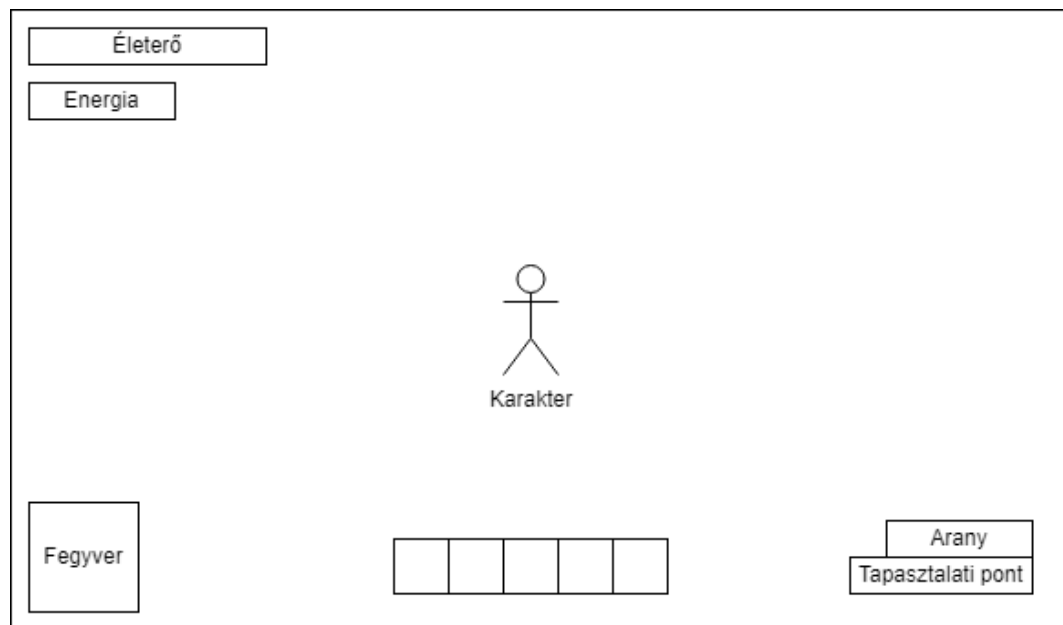 Életerő
Energia
Karakter
Fegyver
Arany
Tapasztalati pont